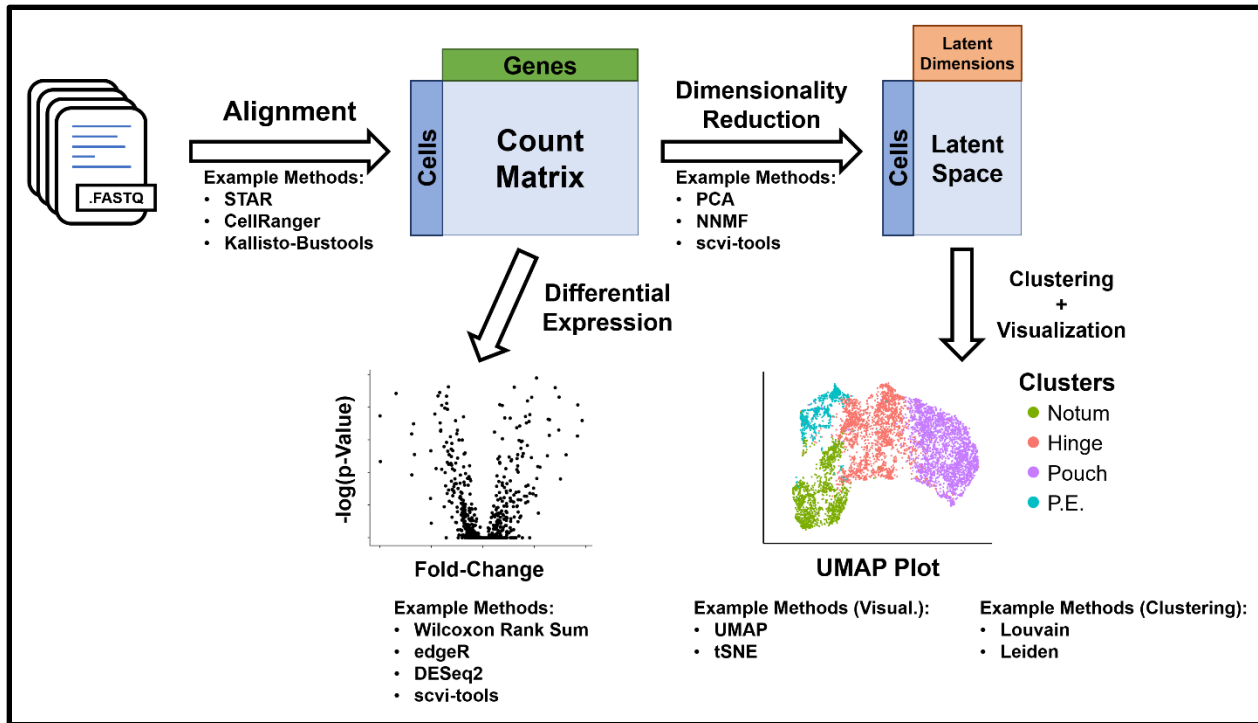 .FASTQ
Alignment
Example Methods:
• STAR
• CellRanger
• Kallisto-Bustools
Genes
Cells
Count
Matrix
Dimensionality
Reduction
Example Methods:
• PCA
• NNMF
• scvi-tools
Latent
Dimensions
Cells
Latent
Space
Differential
Expression
Clustering
+
Visualization
-log(p-Value)
Fold-Change
Example Methods:
• Wilcoxon Rank Sum
• edgeR
• DESeq2
• scvi-tools
Clusters
Notum
Hinge
Pouch
P.E.
UMAP Plot
Example Methods (Visual.):
• UMAP
• tSNE
Example Methods (Clustering):
• Louvain
• Leiden